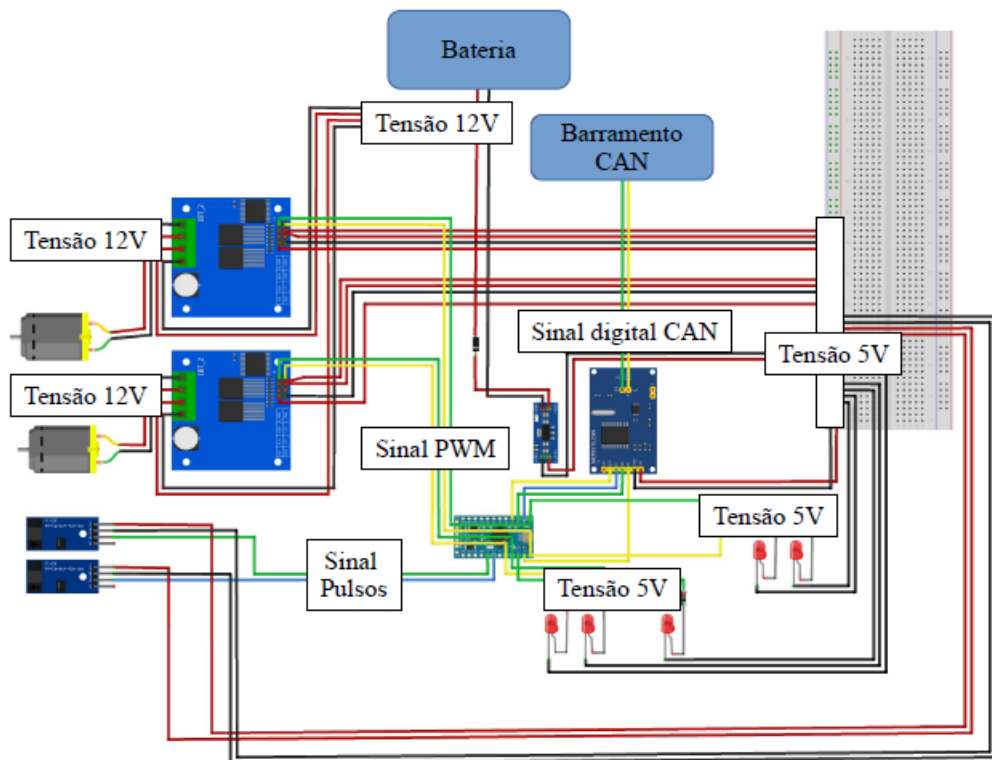 Bateria
Tensão 12V
Barramento
CAN
Tensão 12V
Sinal digital CAN
Tensão 5V
Tensão 12V
Sinal PWM
Tensão 5V
Sinal
Pulsos
Tensão 5V